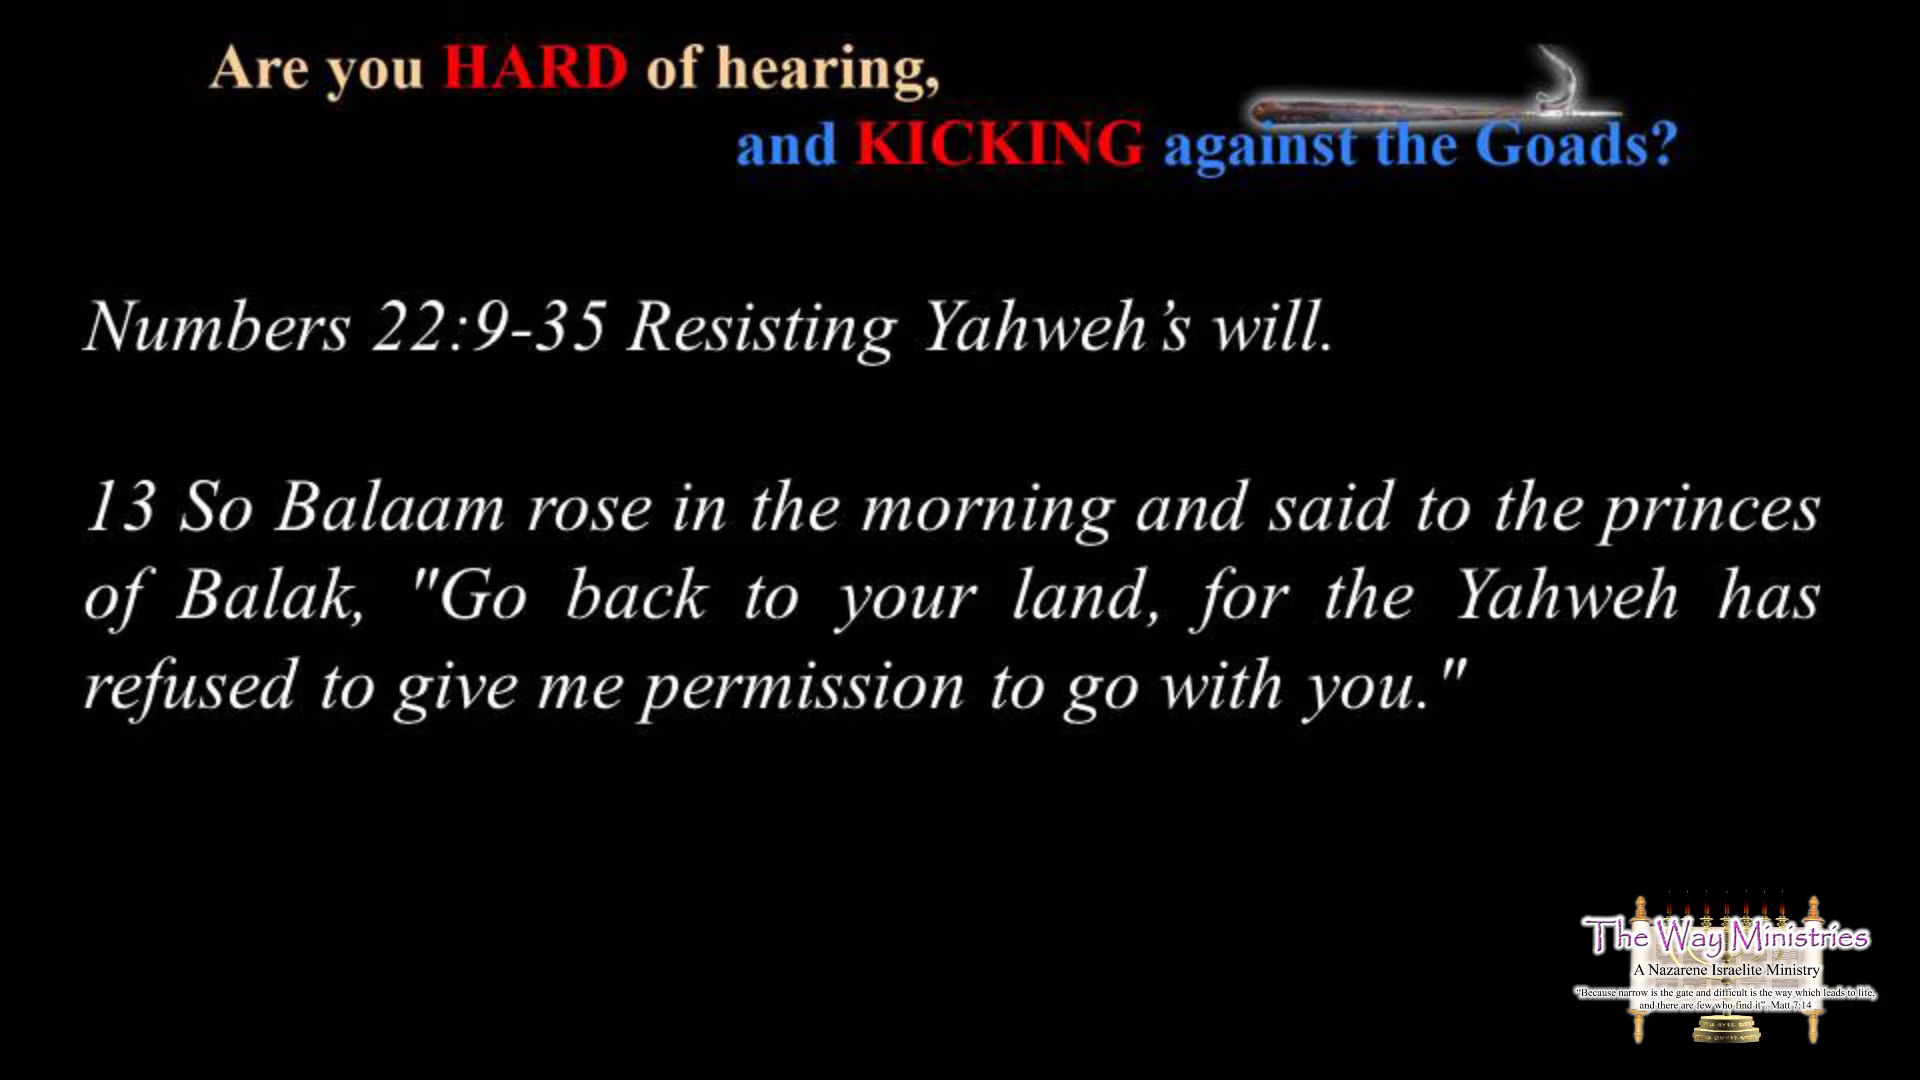 Are you HARD of hearing,
and KICKING against the Goads?
Numbers 22:9-35 Resisting Yahweh’s will.
13 So Balaam rose in the morning and said to the princes
of Balak, "Go back to your land, for the Yahweh has
refused to give me permission to go with you."
The Way Ministries
A Nazarene Israelite Ministry
"Because narrow is the gate and difficult is the way which leads to life,
and there are few who find it". Matt 7:14